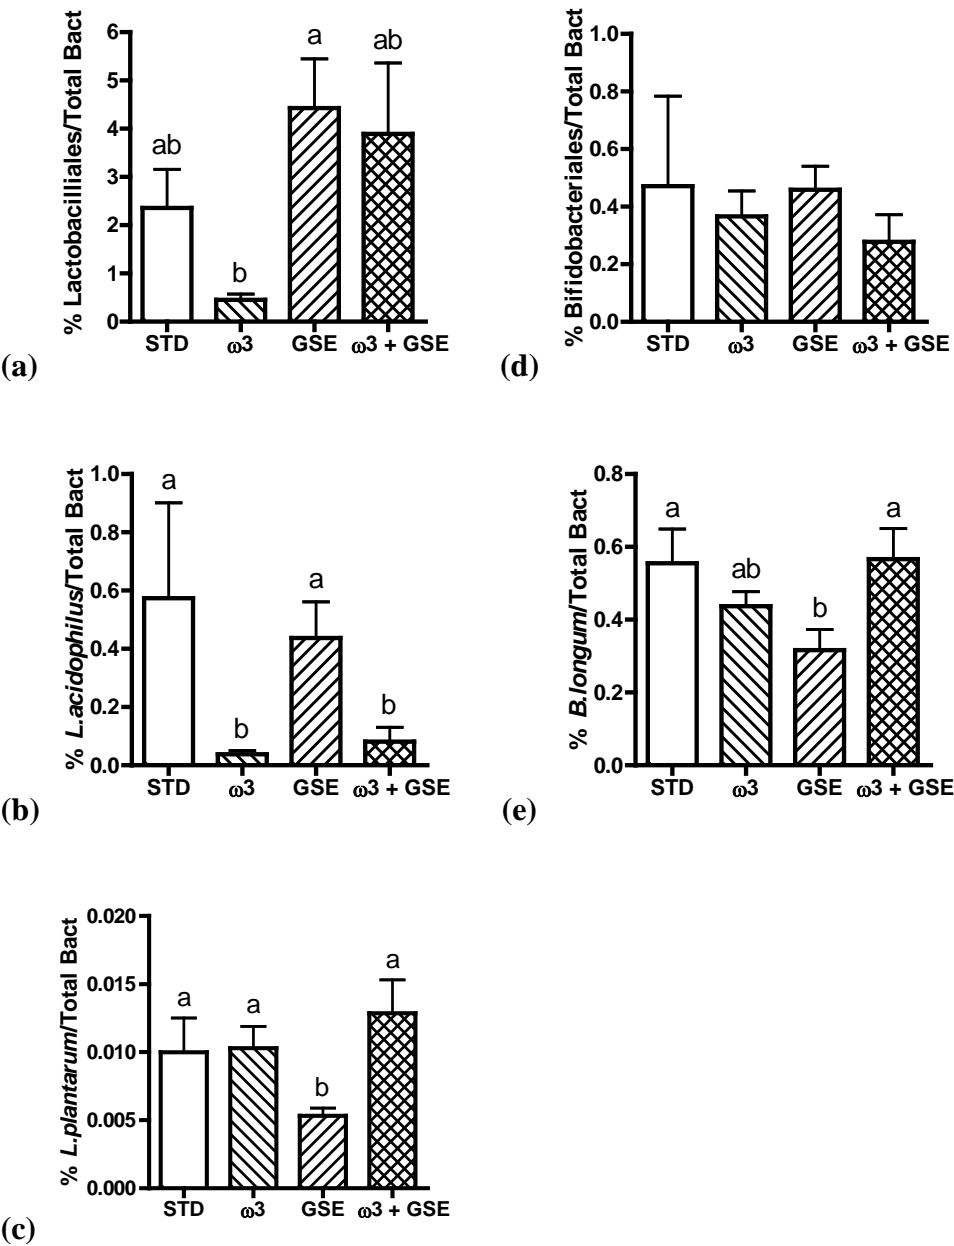 % Lactobacilliales/Total Bact
6
5
4
3
2
1
0
ab
b
a
ab
STD ω3 GSE ω3 + GSE
(a)
% Bifidobacteriales/Total Bact
1.0
0.8
0.6
0.4
0.2
0.0
STD ω3 GSE ω3 + GSE
(d)
% L.acidophilus/Total Bact
1.0
0.8
0.6
0.4
0.2
0.0
a
b
a
b
STD ω3 GSE ω3 + GSE
(b)
% B.longum/Total Bact
0.8
0.6
0.4
0.2
0.0
a
ab
b
a
STD ω3 GSE ω3 + GSE
(e)
% L.plantarum/Total Bact
0.020
0.015
0.010
0.005
0.000
a
a
b
a
STD ω3 GSE ω3 + GSE
(c)